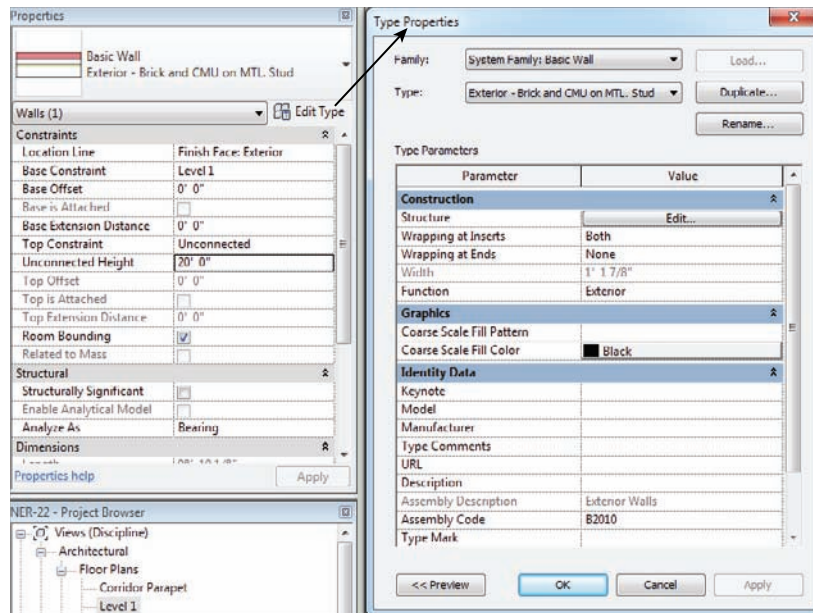 Properties
Basic Wall
Exterior - Brick and CMU on MTL. Stud
Walls (1)
Edit Type
Constraints
Location Line Finish Face: Exterior
Base Constraint Level 1
Base Offset 0' 0"
Base is Attached
Base Extension Distance 0' 0"
Top Constraint Unconnected
Unconnected Height 20' 0"
Top Offset 0' 0"
Top is Attached
Top Extension Distance 0' 0"
Room Bounding
Related to Mass
Structural
Structurally Significant
Enable Analytical Model
Analyze As Bearing
Dimensions
Properties help
Apply
NER-22 - Project Browser
Views (Discipline)
Architectural
Floor Plans
Corridor Parapet
Level 1
Type Properties
Family: System Family: Basic Wall Load...
Type: Exterior - Brick and CMU on MTL. Stud Duplicate...
Rename...
Type Parameters
Parameter Value
Construction
Structure Edit...
Wrapping at Inserts Both
Wrapping at Ends None
Width 1' 1 7/8"
Function Exterior
Graphics
Coarse Scale Fill Pattern
Coarse Scale Fill Color Black
Identity Data
Keynote
Model
Manufacturer
Type Comments
URL
Description
Assembly Description Exterior Walls
Assembly Code B2010
Type Mark
<< Preview OK Cancel Apply